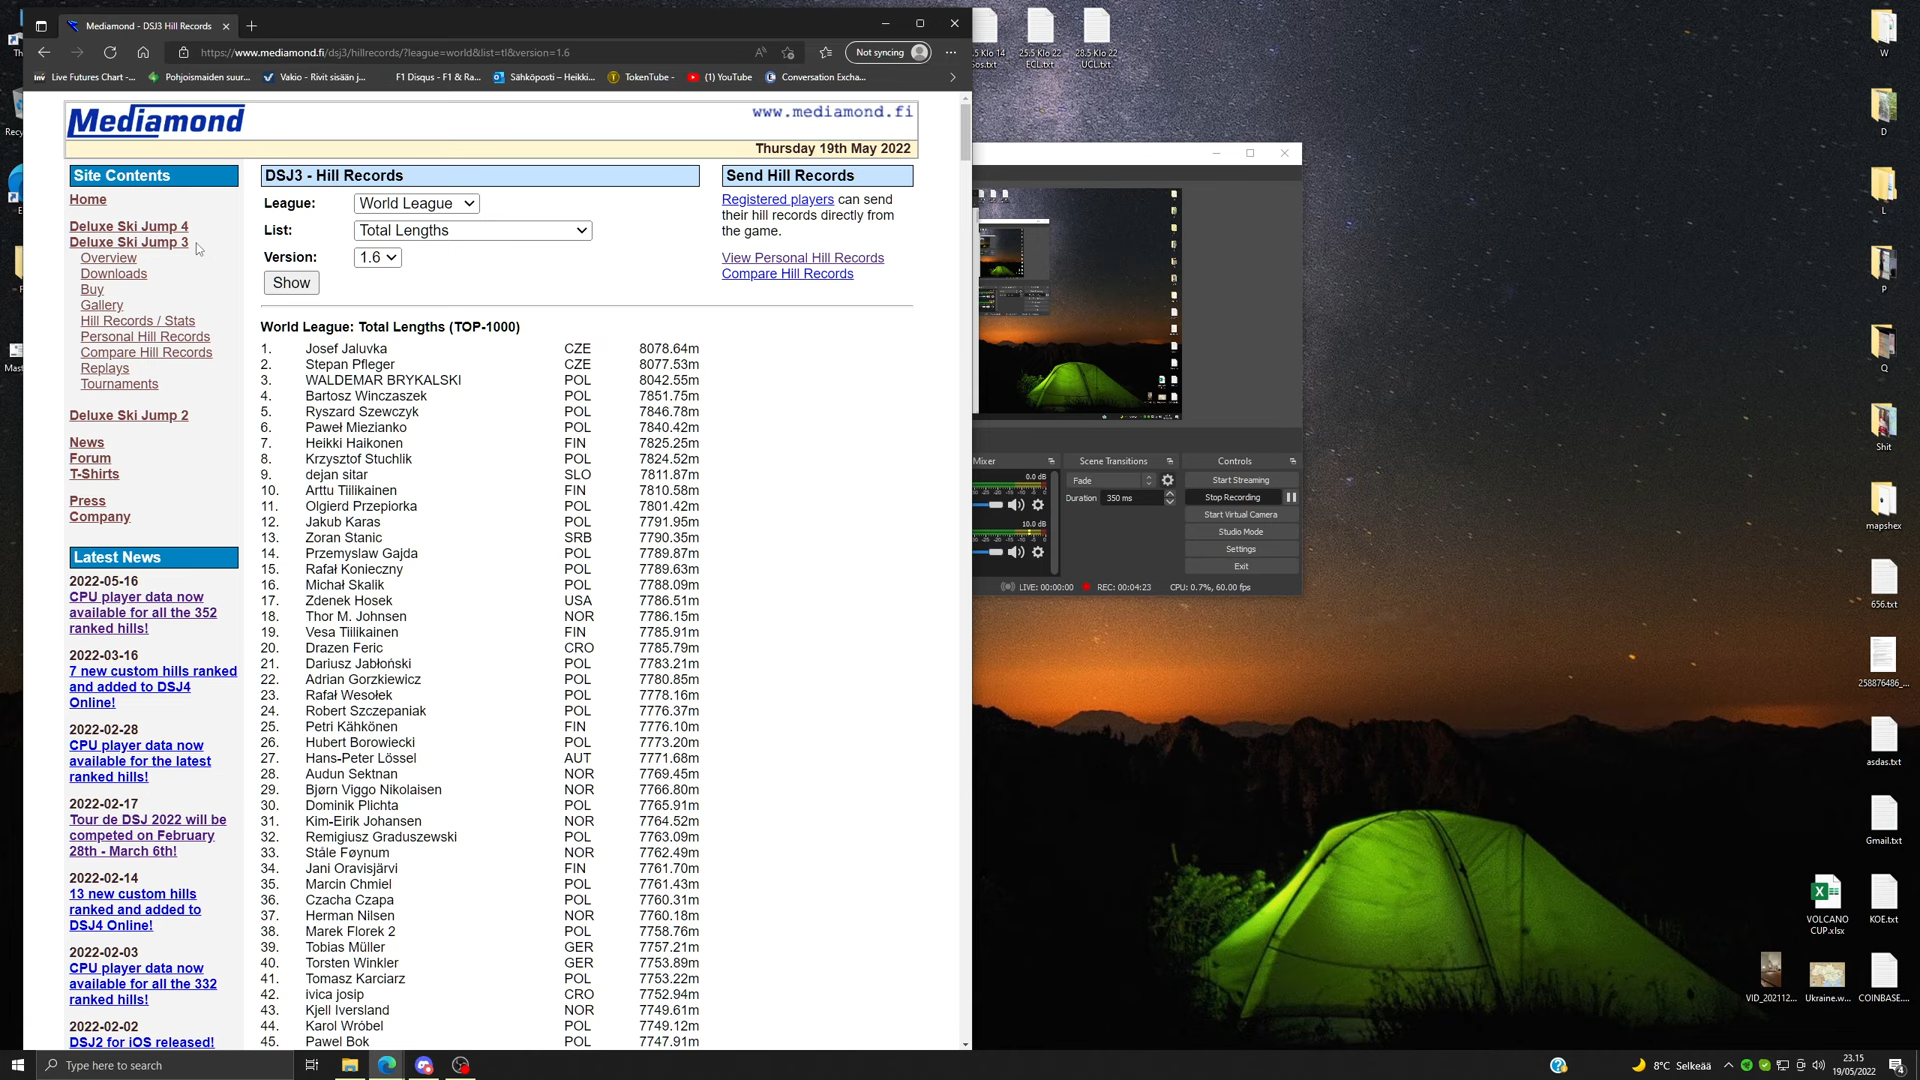 Mediamond - DSJ3 Hill Records
https://www.mediamond.fi/dsj3/hillrecords/?league=world&list=tl&version=1.6
Not syncing
Live Futures Chart -...
Pohjoismaiden suur...
Vakio - Rivit sisään j...
F1 Disqus - F1 & Ra...
Sähköposti – Heikki...
TokenTube -
(1) YouTube
Conversation Excha...
Mediamond
www.mediamond.fi
Thursday 19th May 2022
Site Contents
Home
Deluxe Ski Jump 4
Deluxe Ski Jump 3
Overview
Downloads
Buy
Gallery
Hill Records / Stats
Personal Hill Records
Compare Hill Records
Replays
Tournaments
Deluxe Ski Jump 2
News
Forum
T-Shirts
Press
Company
Latest News
2022-05-16
CPU player data now
available for all the 352
ranked hills!
2022-03-16
7 new custom hills ranked
and added to DSJ4
Online!
2022-02-28
CPU player data now
available for the latest
ranked hills!
2022-02-17
Tour de DSJ 2022 will be
competed on February
28th - March 6th!
2022-02-14
13 new custom hills
ranked and added to
DSJ4 Online!
2022-02-03
CPU player data now
available for all the 332
ranked hills!
2022-02-02
DSJ2 for iOS released!
DSJ3 - Hill Records
League: World League
List: Total Lengths
Version: 1.6
Show
Send Hill Records
Registered players can send
their hill records directly from
the game.
View Personal Hill Records
Compare Hill Records
World League: Total Lengths (TOP-1000)
1. Josef Jaluvka CZE 8078.64m
2. Stepan Pfleger CZE 8077.53m
3. WALDEMAR BRYKALSKI POL 8042.55m
4. Bartosz Winczaszek POL 7851.75m
5. Ryszard Szewczyk POL 7846.78m
6. Paweł Miezianko POL 7840.42m
7. Heikki Haikonen FIN 7825.25m
8. Krzysztof Stuchlik POL 7824.52m
9. dejan sitar SLO 7811.87m
10. Arttu Tiilikainen FIN 7810.58m
11. Olgierd Przepiorka POL 7801.42m
12. Jakub Karas POL 7791.95m
13. Zoran Stanic SRB 7790.35m
14. Przemyslaw Gajda POL 7789.87m
15. Rafał Konieczny POL 7789.63m
16. Michał Skalik POL 7788.09m
17. Zdenek Hosek USA 7786.51m
18. Thor M. Johnsen NOR 7786.15m
19. Vesa Tiilikainen FIN 7785.91m
20. Drazen Feric CRO 7785.79m
21. Dariusz Jabłoński POL 7783.21m
22. Adrian Gorzkiewicz POL 7780.85m
23. Rafał Wesołek POL 7778.16m
24. Robert Szczepaniak POL 7776.37m
25. Petri Kähkönen FIN 7776.10m
26. Hubert Borowiecki POL 7773.20m
27. Hans-Peter Lössel AUT 7771.68m
28. Audun Sektnan NOR 7769.45m
29. Bjørn Viggo Nikolaisen NOR 7766.80m
30. Dominik Plichta POL 7765.91m
31. Kim-Eirik Johansen NOR 7764.52m
32. Remigiusz Graduszewski POL 7763.09m
33. Ståle Føynum NOR 7762.49m
34. Jani Oravisjärvi FIN 7761.70m
35. Marcin Chmiel POL 7761.43m
36. Czacha Czapa POL 7760.31m
37. Herman Nilsen NOR 7760.18m
38. Marek Florek 2 POL 7758.76m
39. Tobias Müller GER 7757.21m
40. Torsten Winkler GER 7753.89m
41. Tomasz Karciarz POL 7753.22m
42. ivica josip CRO 7752.94m
43. Kjell Iversland NOR 7749.61m
44. Karol Wróbel POL 7749.12m
45. Pawel Bok POL 7747.91m
25.5 Klo 22
ECL.txt
28.5 Klo 22
UCL.txt
Mixer
0.0 dB
10.0 dB
Scene Transitions
Fade
Duration 350 ms
Controls
Start Streaming
Stop Recording
Start Virtual Camera
Studio Mode
Settings
Exit
LIVE: 00:00:00
REC: 00:04:23
CPU: 0.7%, 60.00 fps
W
D
L
P
Q
Shit
mapshex
656.txt
258876486_...
asdas.txt
Gmail.txt
VOLCANO
CUP.xlsx
KOE.txt
VID_202112...
Ukraine.w...
COINBASE....
Type here to search
8°C Selkeää
23.15
19/05/2022
4